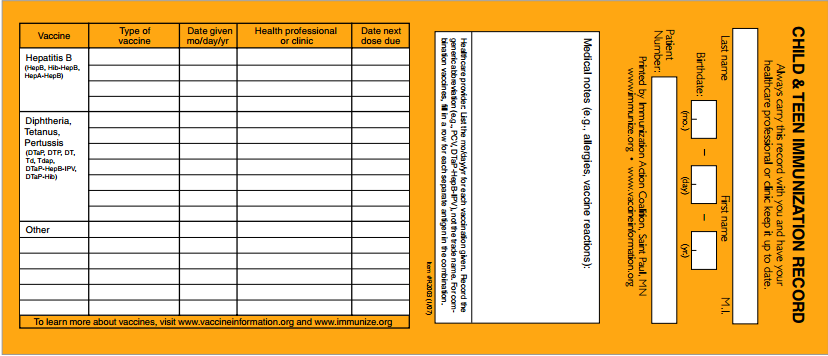 Vaccine
Type of
vaccine
Date given
mo/day/yr
Health professional
or clinic
Date next
dose due
Hepatitis B
(HepB, Hib-HepB,
HepA-HepB)
Diphtheria,
Tetanus,
Pertussis
(DTaP, DTP, DT,
Td, Tdap,
DTaP-HepB-IPV,
DTaP-Hib)
Other
To learn more about vaccines, visit www.vaccineinformation.org and www.immunize.org
Medical notes (e.g., allergies, vaccine reactions):
Healthcare provider: List the mo/day/yr for each vaccination given. Record the
generic abbreviation (e.g., PCV, DTaP-HepB-IPV), not the trade name. For com-
bination vaccines, fill in a row for each separate antigen in the combination.
Item #R2003 (1/07)
CHILD & TEEN IMMUNIZATION RECORD
Always carry this record with you and have your
healthcare professional or clinic keep it up to date.
Last name First name M.I.
Birthdate: – –
(mo.) (day) (yr.)
Patient
Number:
Printed by Immunization Action Coalition, Saint Paul, MN
www.immunize.org • www.vaccineinformation.org